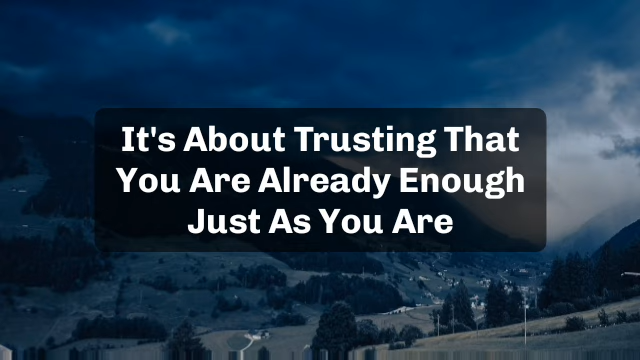 It's About Trusting That
You Are Already Enough
Just As You Are